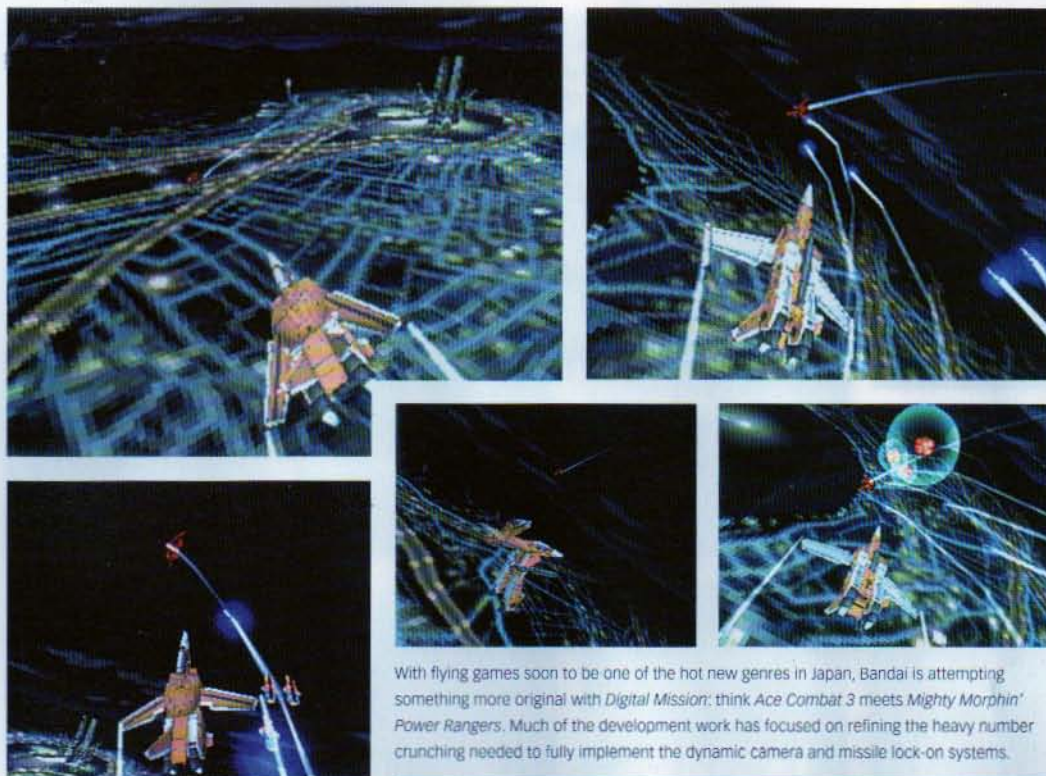 With flying games soon to be one of the hot new genres in Japan, Bandai is attempting
something more original with Digital Mission: think Ace Combat 3 meets Mighty Morphin'
Power Rangers. Much of the development work has focused on refining the heavy number
crunching needed to fully implement the dynamic camera and missile lock-on systems.